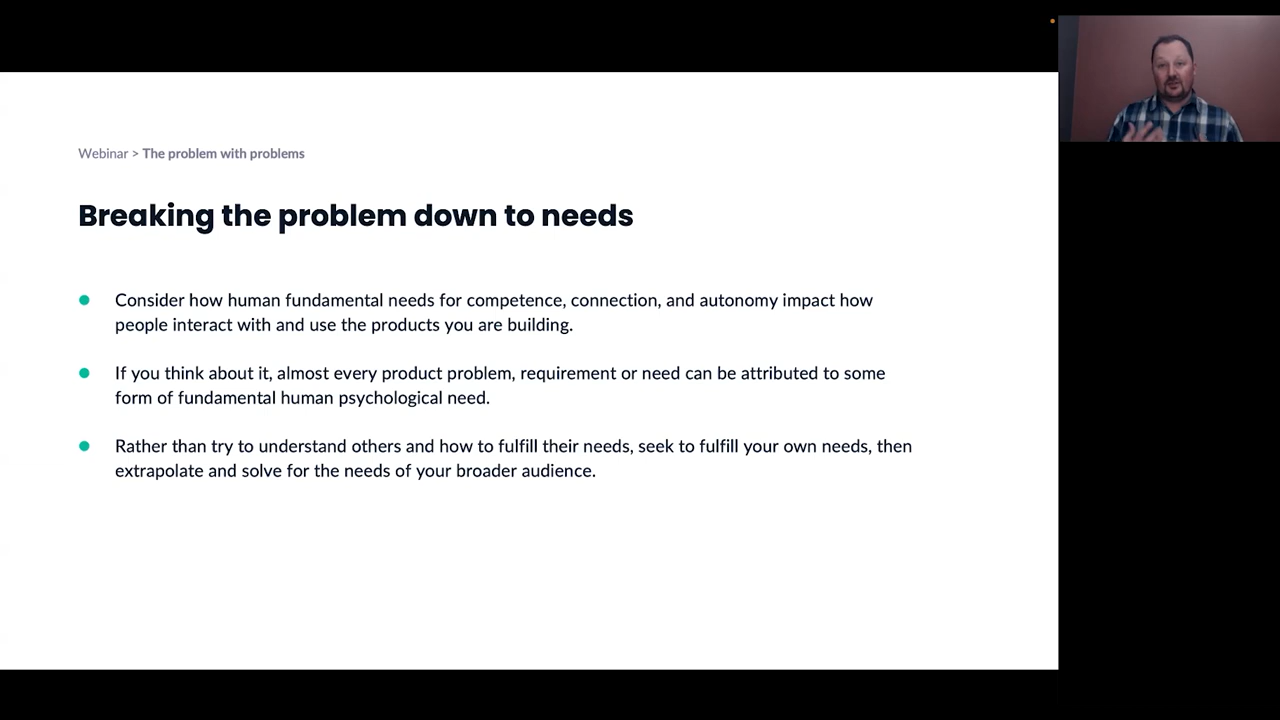 Webinar > The problem with problems
Breaking the problem down to needs
Consider how human fundamental needs for competence, connection, and autonomy impact how
people interact with and use the products you are building.
If you think about it, almost every product problem, requirement or need can be attributed to some
form of fundamental human psychological need.
Rather than try to understand others and how to fulfill their needs, seek to fulfill your own needs, then
extrapolate and solve for the needs of your broader audience.